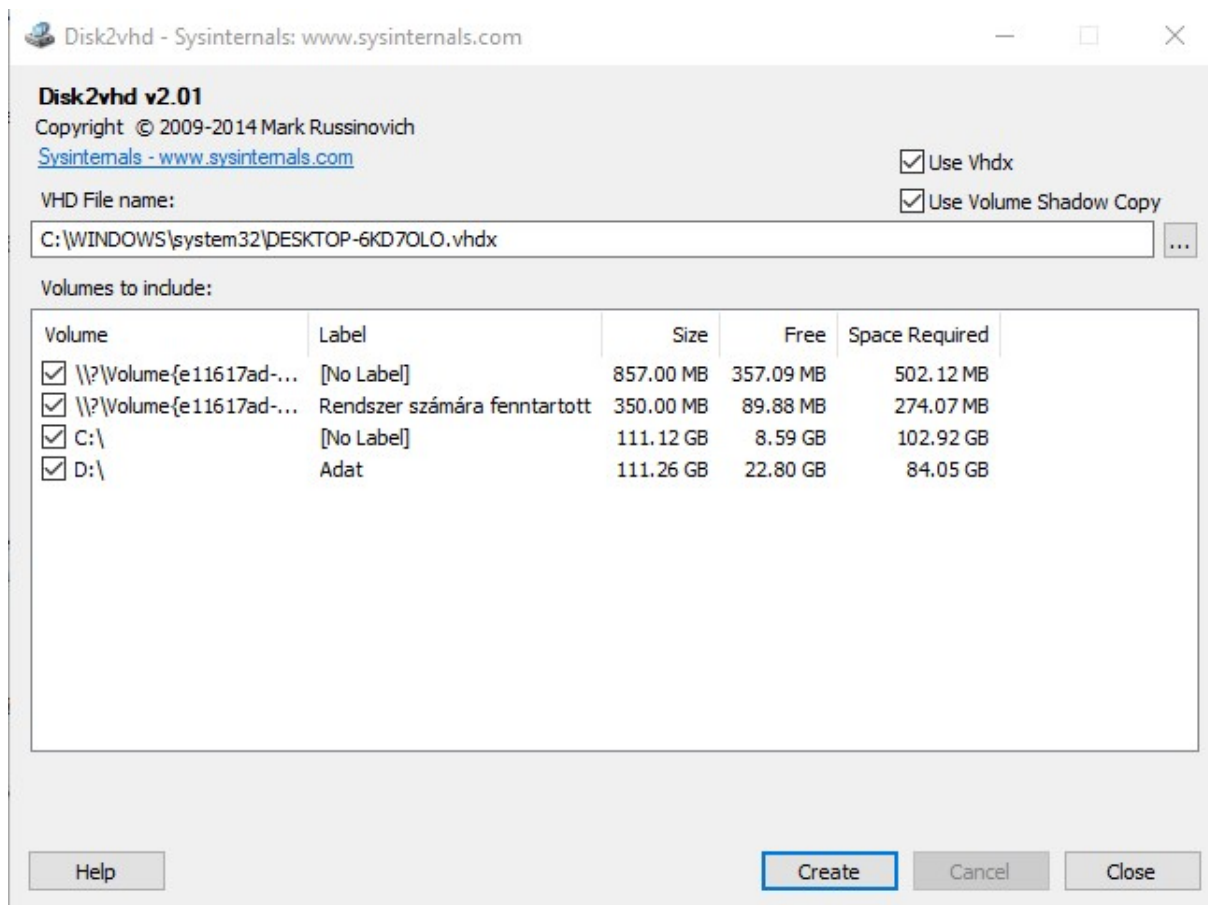 Disk2vhd - Sysinternals: www.sysinternals.com
Disk2vhd v2.01
Copyright © 2009-2014 Mark Russinovich
Sysinternals - www.sysinternals.com
Use Vhdx
VHD File name:
Use Volume Shadow Copy
C:\WINDOWS\system32\DESKTOP-6KD7OLO.vhdx
...
Volumes to include:
Volume Label Size Free Space Required
\\?\Volume{e11617ad-... [No Label] 857.00 MB 357.09 MB 502.12 MB
\\?\Volume{e11617ad-... Rendszer számára fenntartott 350.00 MB 89.88 MB 274.07 MB
C:\ [No Label] 111.12 GB 8.59 GB 102.92 GB
D:\ Adat 111.26 GB 22.80 GB 84.05 GB
Help Create Cancel Close